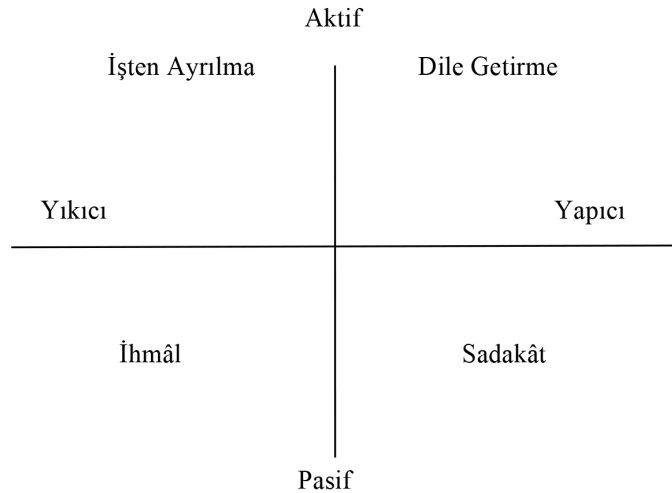 Aktif
İşten Ayrılma Dile Getirme
Yıkıcı Yapıcı
İhmâl Sadakât
Pasif